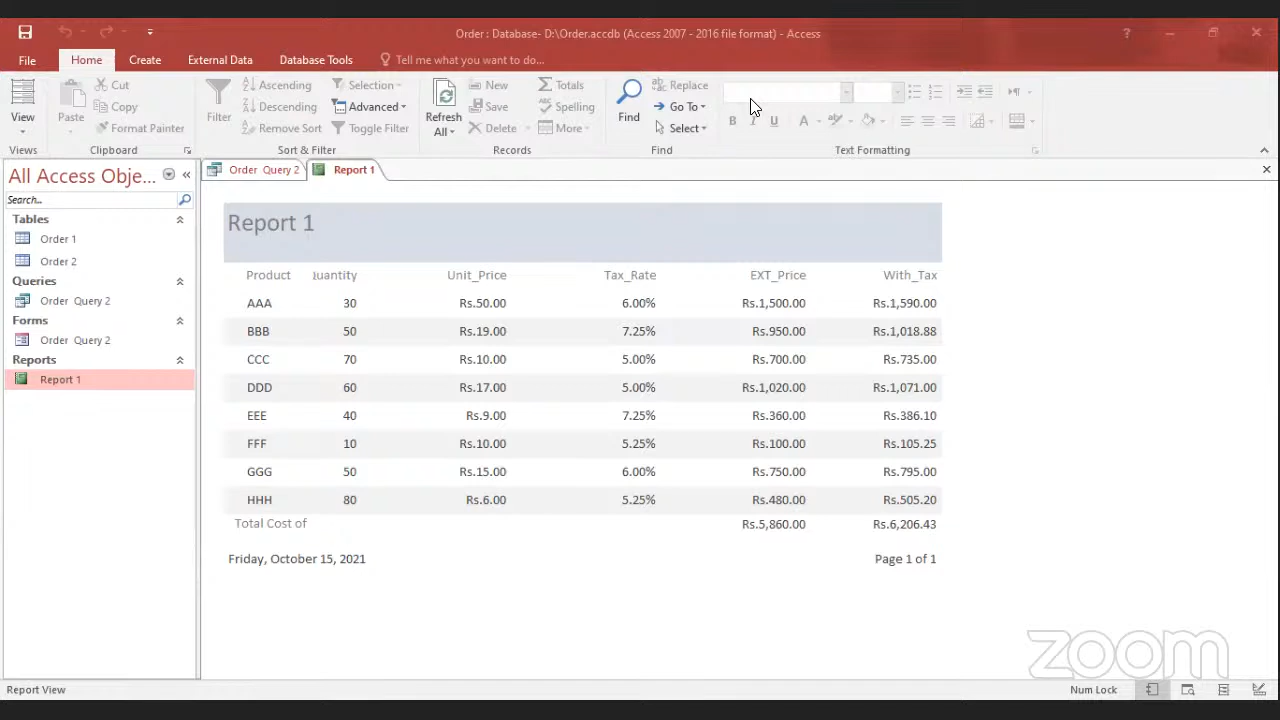 Order : Database- D:\Order.accdb (Access 2007 - 2016 file format) - Access
File Home Create External Data Database Tools Tell me what you want to do...
View
Views
Paste
Cut
Copy
Format Painter
Clipboard
Filter
Ascending
Descending
Remove Sort
Selection
Advanced
Toggle Filter
Sort & Filter
Refresh
All
New
Save
Delete
Totals
Spelling
More
Records
Find
Replace
Go To
Select
Find
B I U A
Text Formatting
All Access Obje...
Search...
Tables
Order 1
Order 2
Queries
Order Query 2
Forms
Order Query 2
Reports
Report 1
Order Query 2 Report 1
Report 1
Product uantity Unit_Price Tax_Rate EXT_Price With_Tax
AAA 30 Rs.50.00 6.00% Rs.1,500.00 Rs.1,590.00
BBB 50 Rs.19.00 7.25% Rs.950.00 Rs.1,018.88
CCC 70 Rs.10.00 5.00% Rs.700.00 Rs.735.00
DDD 60 Rs.17.00 5.00% Rs.1,020.00 Rs.1,071.00
EEE 40 Rs.9.00 7.25% Rs.360.00 Rs.386.10
FFF 10 Rs.10.00 5.25% Rs.100.00 Rs.105.25
GGG 50 Rs.15.00 6.00% Rs.750.00 Rs.795.00
HHH 80 Rs.6.00 5.25% Rs.480.00 Rs.505.20
Total Cost of Rs.5,860.00 Rs.6,206.43
Friday, October 15, 2021 Page 1 of 1
zoom
Report View Num Lock